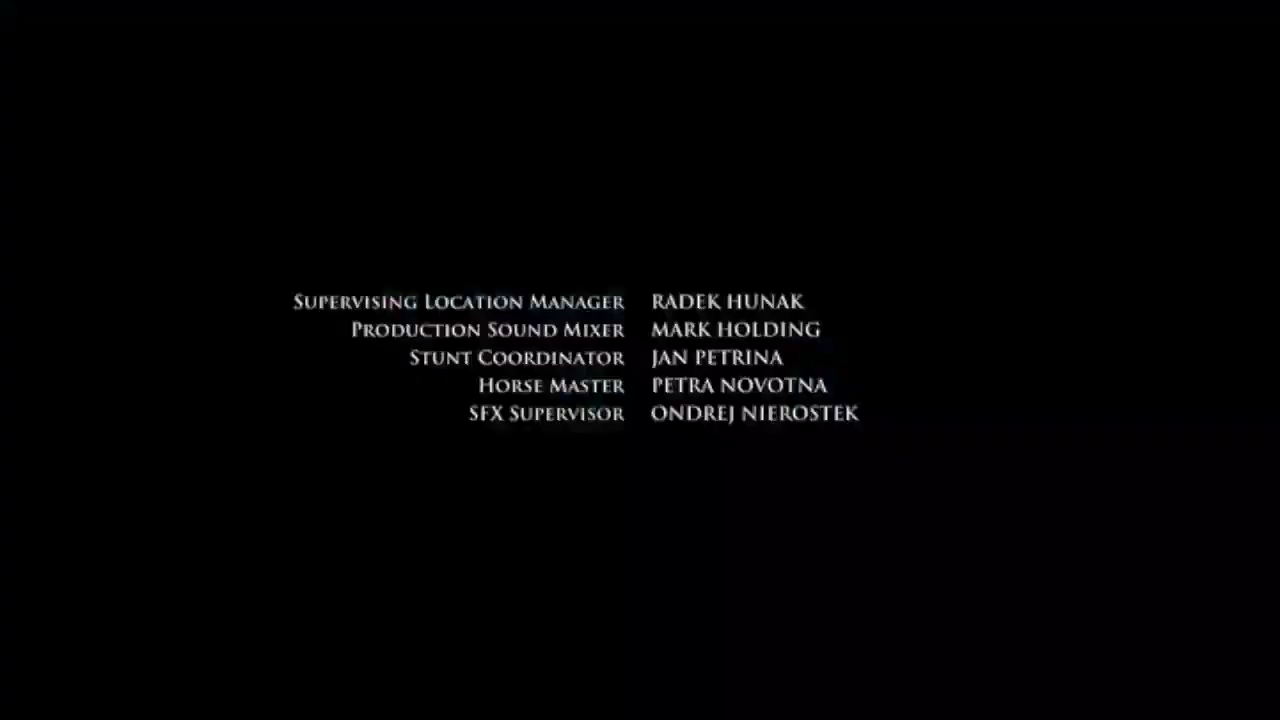 Supervising Location Manager RADEK HUNAK
Production Sound Mixer MARK HOLDING
Stunt Coordinator JAN PETRINA
Horse Master PETRA NOVOTNA
SFX Supervisor ONDREJ NIEROSTEK